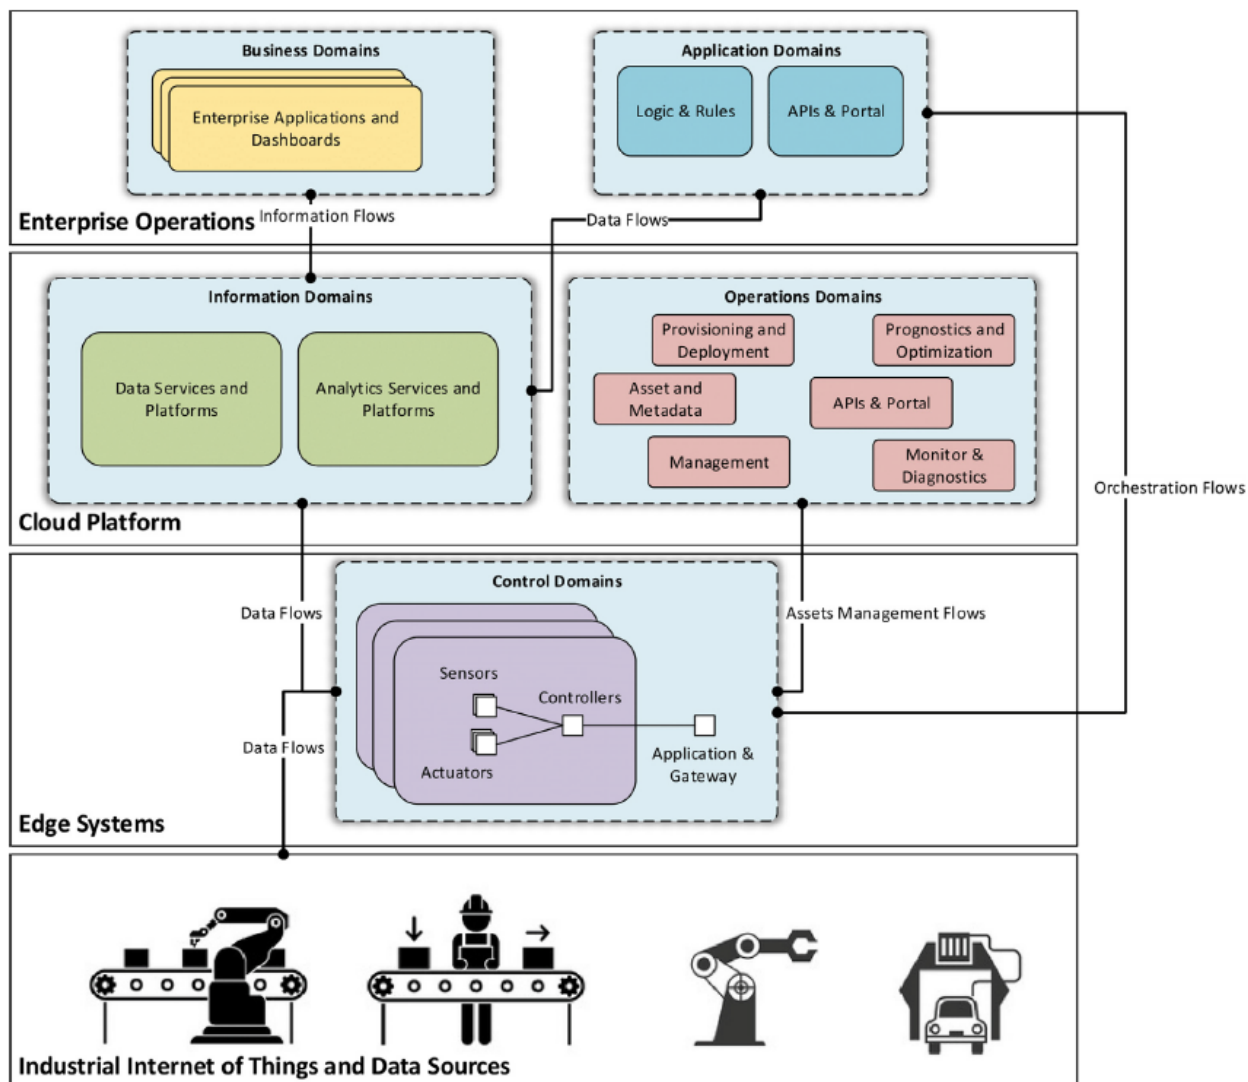 Business Domains
Enterprise Applications and
Dashboards
Application Domains
Logic & Rules
APIs & Portal
Enterprise Operations
Information Flows
Data Flows
Information Domains
Data Services and
Platforms
Analytics Services and
Platforms
Operations Domains
Provisioning and
Deployment
Prognostics and
Optimization
Asset and
Metadata
APIs & Portal
Management
Monitor &
Diagnostics
Cloud Platform
Orchestration Flows
Control Domains
Data Flows
Assets Management Flows
Sensors
Controllers
Actuators
Application &
Gateway
Data Flows
Edge Systems
Industrial Internet of Things and Data Sources